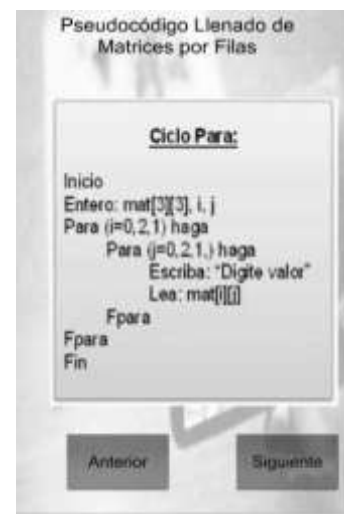 Pseudocódigo Llenado de
Matrices por Filas
Ciclo Para:
Inicio
Entero: mat[3][3], i, j
Para (i=0,2,1) haga
Para (j=0,2,1,) haga
Escriba: "Digite valor"
Lea: mat[i][j]
Fpara
Fpara
Fin
Anterior
Siguiente